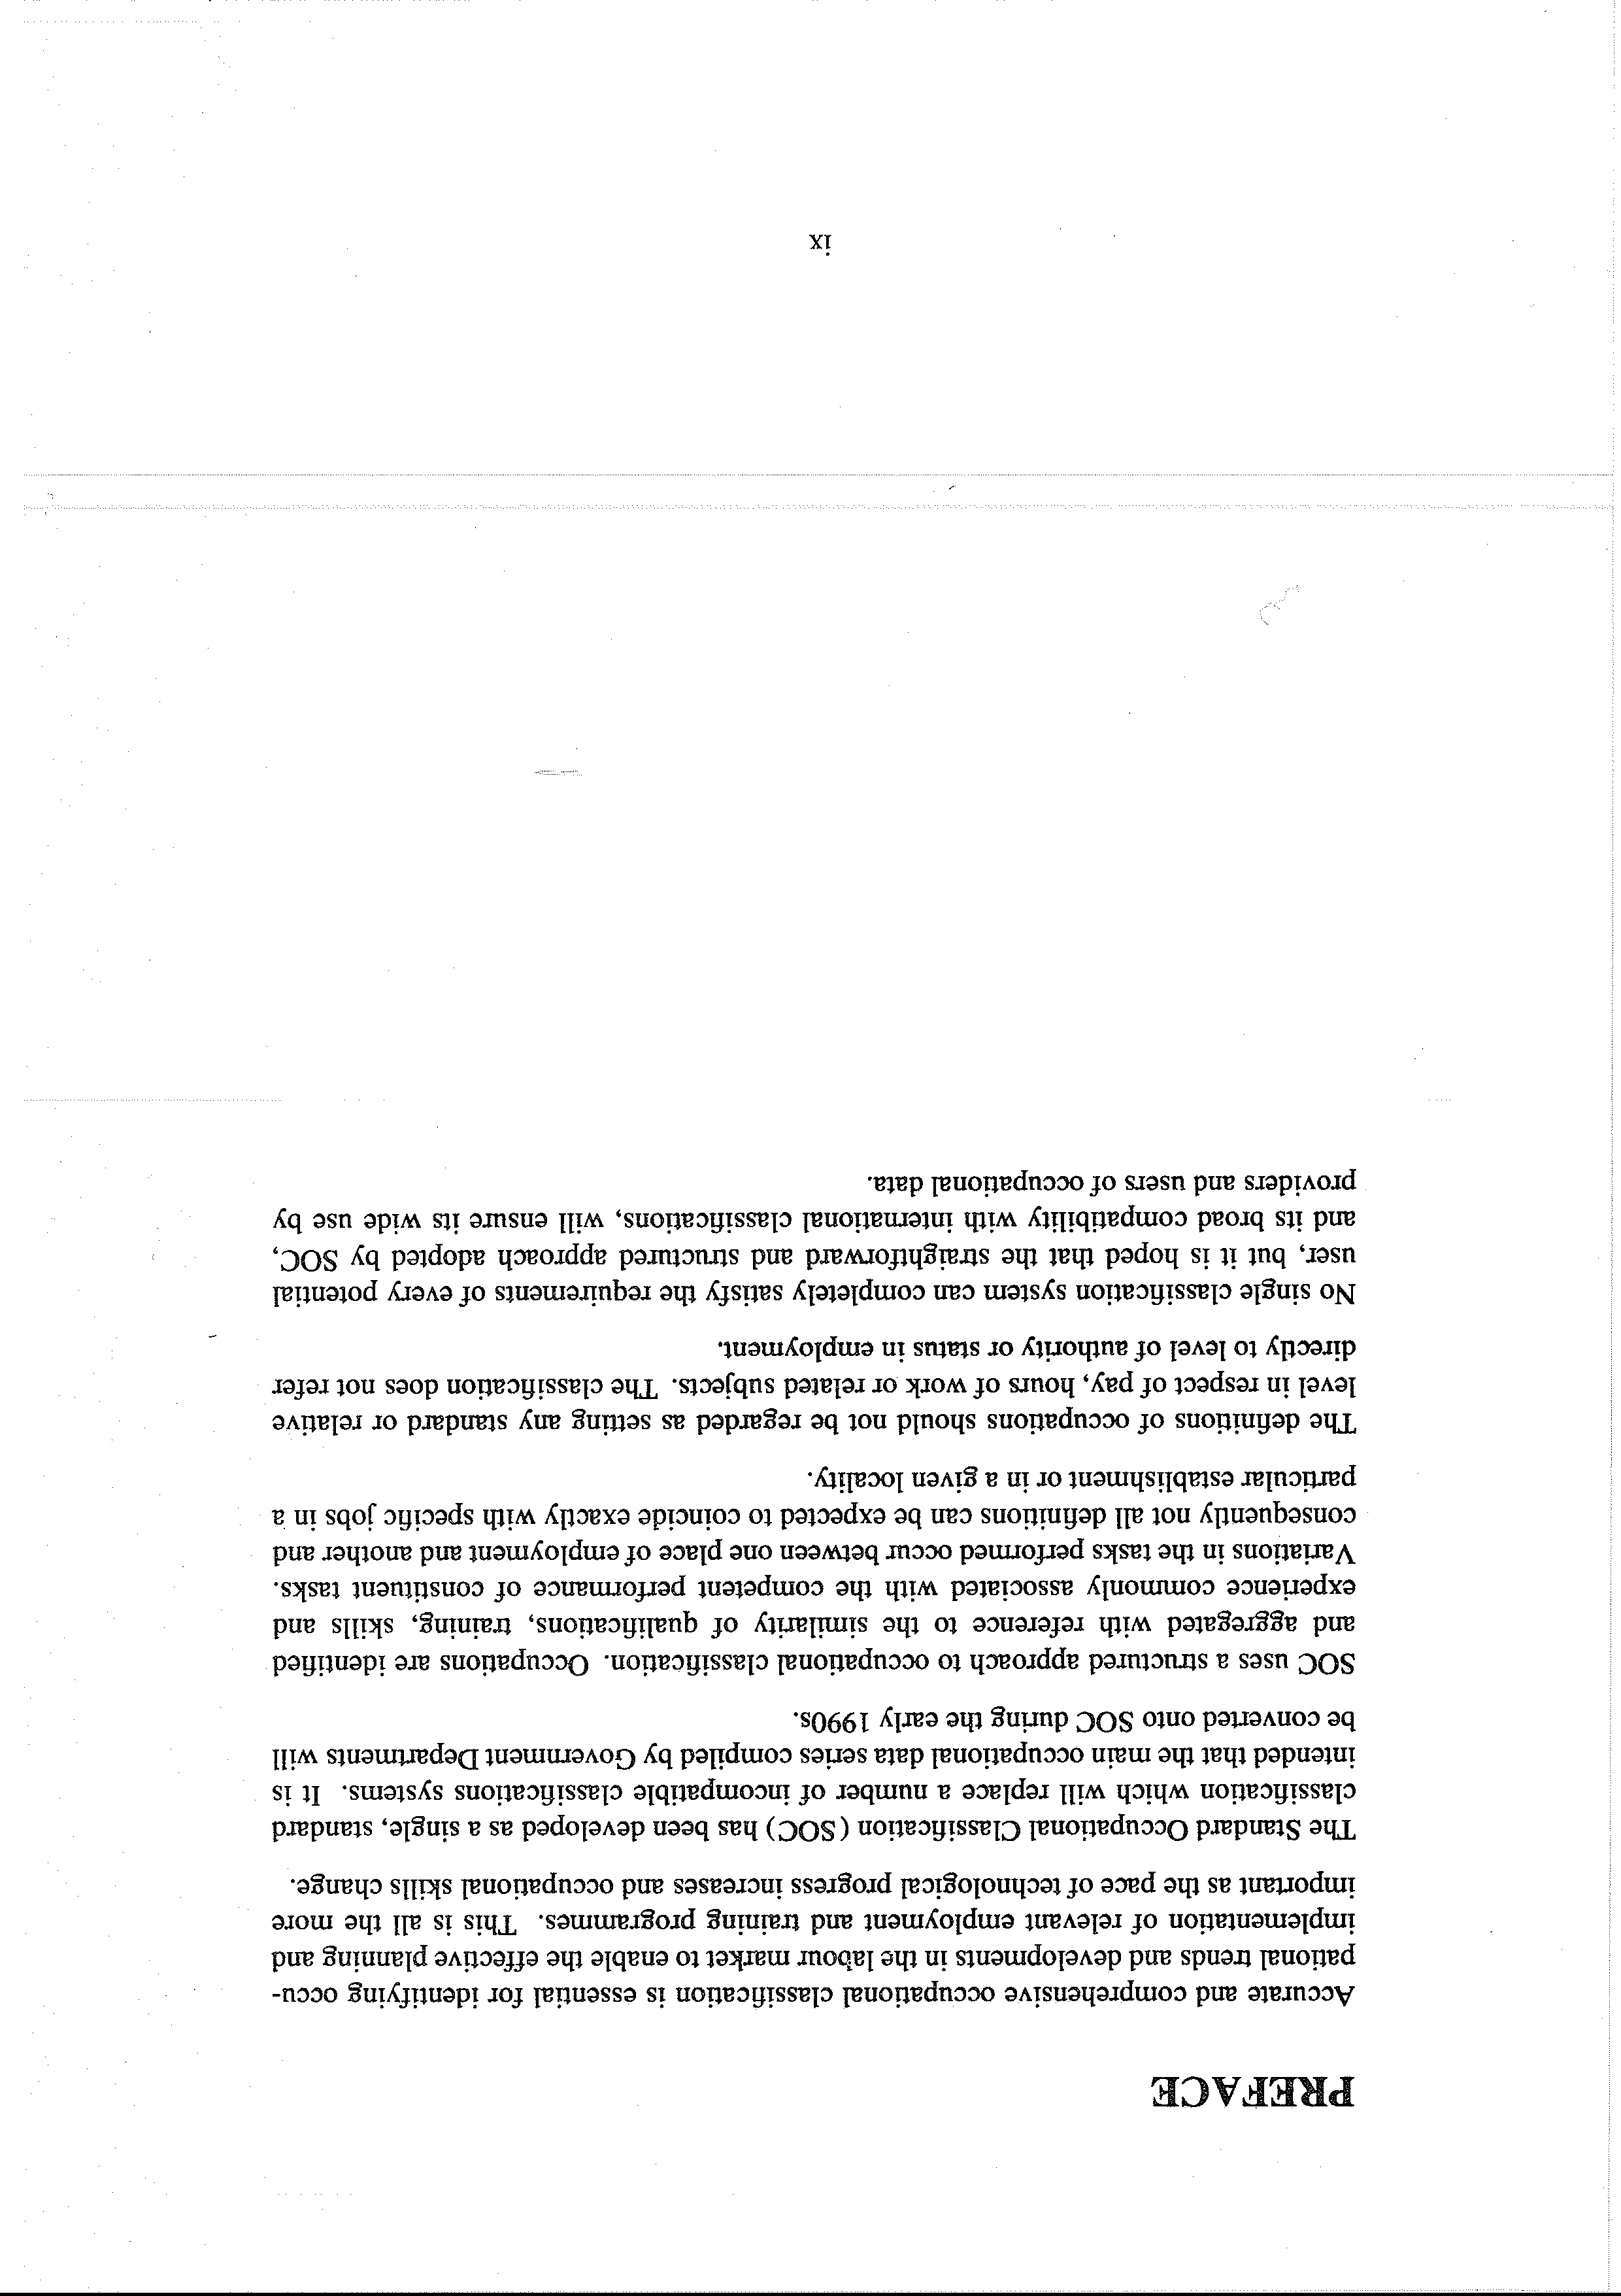 PREFACE
Accurate and comprehensive occupational classification is essential for identifying occu-
pational trends and developments in the labour market to enable the effective planning and
implementation of relevant employment and training programmes. This is all the more
important as the pace of technological progress increases and occupational skills change.
The Standard Occupational Classification (SOC) has been developed as a single, standard
classification which will replace a number of incompatible classifications systems. It is
intended that the main occupational data series compiled by Government Departments will
be converted onto SOC during the early 1990s.
SOC uses a structured approach to occupational classification. Occupations are identified
and aggregated with reference to the similarity of qualifications, training, skills and
experience commonly associated with the competent performance of constituent tasks.
Variations in the tasks performed occur between one place of employment and another and
consequently not all definitions can be expected to coincide exactly with specific jobs in a
particular establishment or in a given locality.
The definitions of occupations should not be regarded as setting any standard or relative
level in respect of pay, hours of work or related subjects. The classification does not refer
directly to level of authority or status in employment.
No single classification system can completely satisfy the requirements of every potential
user, but it is hoped that the straightforward and structured approach adopted by SOC,
and its broad compatibility with international classifications, will ensure its wide use by
providers and users of occupational data.
ix